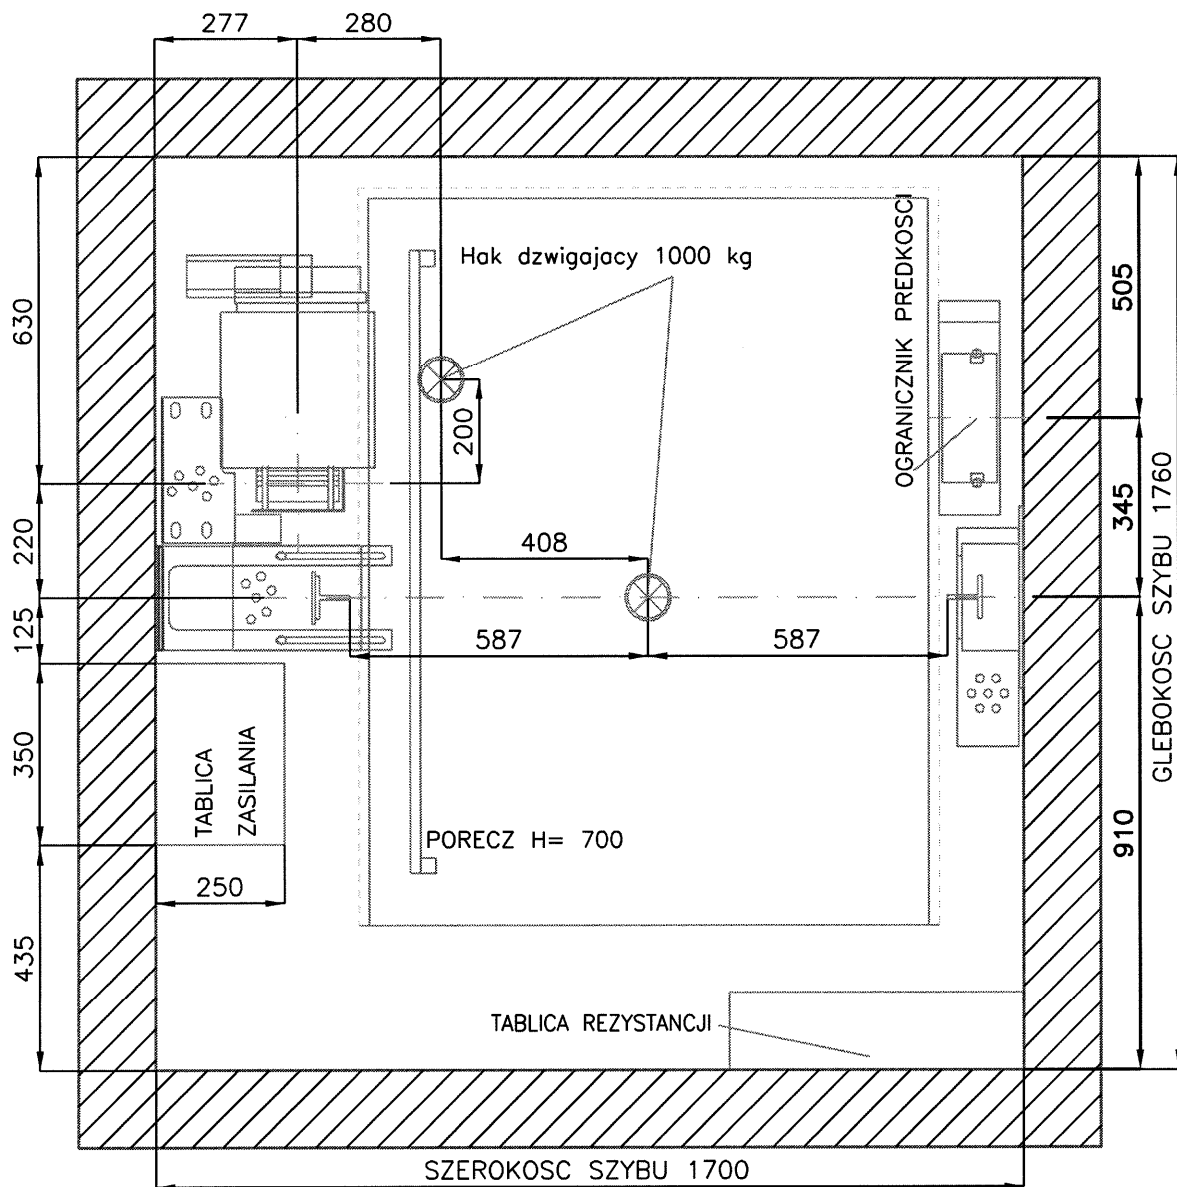 277
280
Hak dzwigajacy 1000 kg
OGRANICZNIK PREDKOSCI
630
505
200
345
220
408
125
587
587
GLEBOKOSC SZYBU 1760
350
TABLICA
ZASILANIA
PORECZ H= 700
910
250
435
TABLICA REZYSTANCJI
SZEROKOSC SZYBU 1700